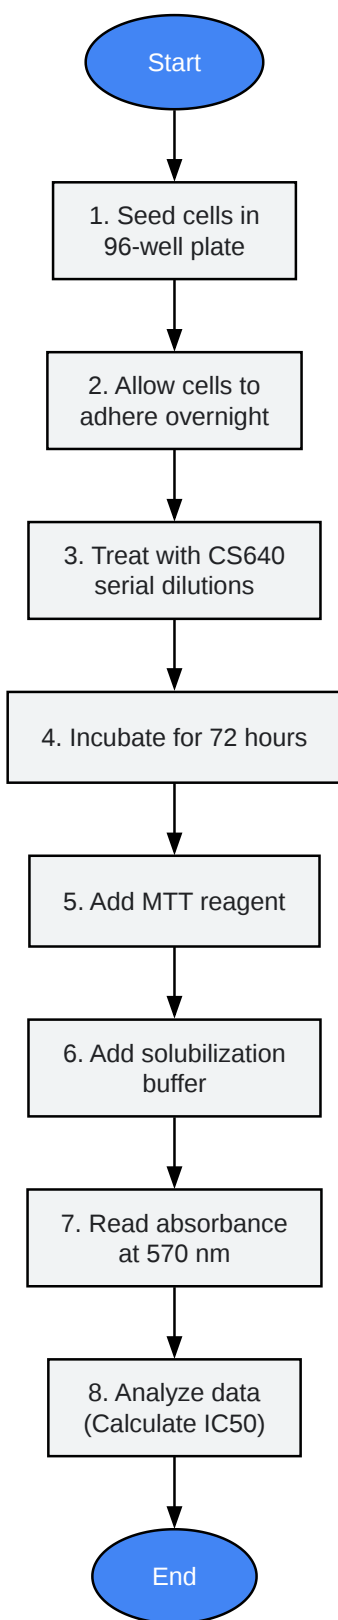 Start
1. Seed cells in
96-well plate
2. Allow cells to
adhere overnight
3. Treat with CS640
serial dilutions
4. Incubate for 72 hours
5. Add MTT reagent
6. Add solubilization
buffer
7. Read absorbance
at 570 nm
8. Analyze data
(Calculate IC50)
End